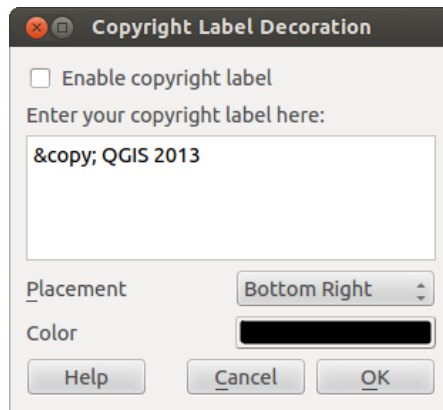 Copyright Label Decoration
Enable copyright label
Enter your copyright label here:
&copy; QGIS 2013
Placement Bottom Right
Color
Help Cancel OK